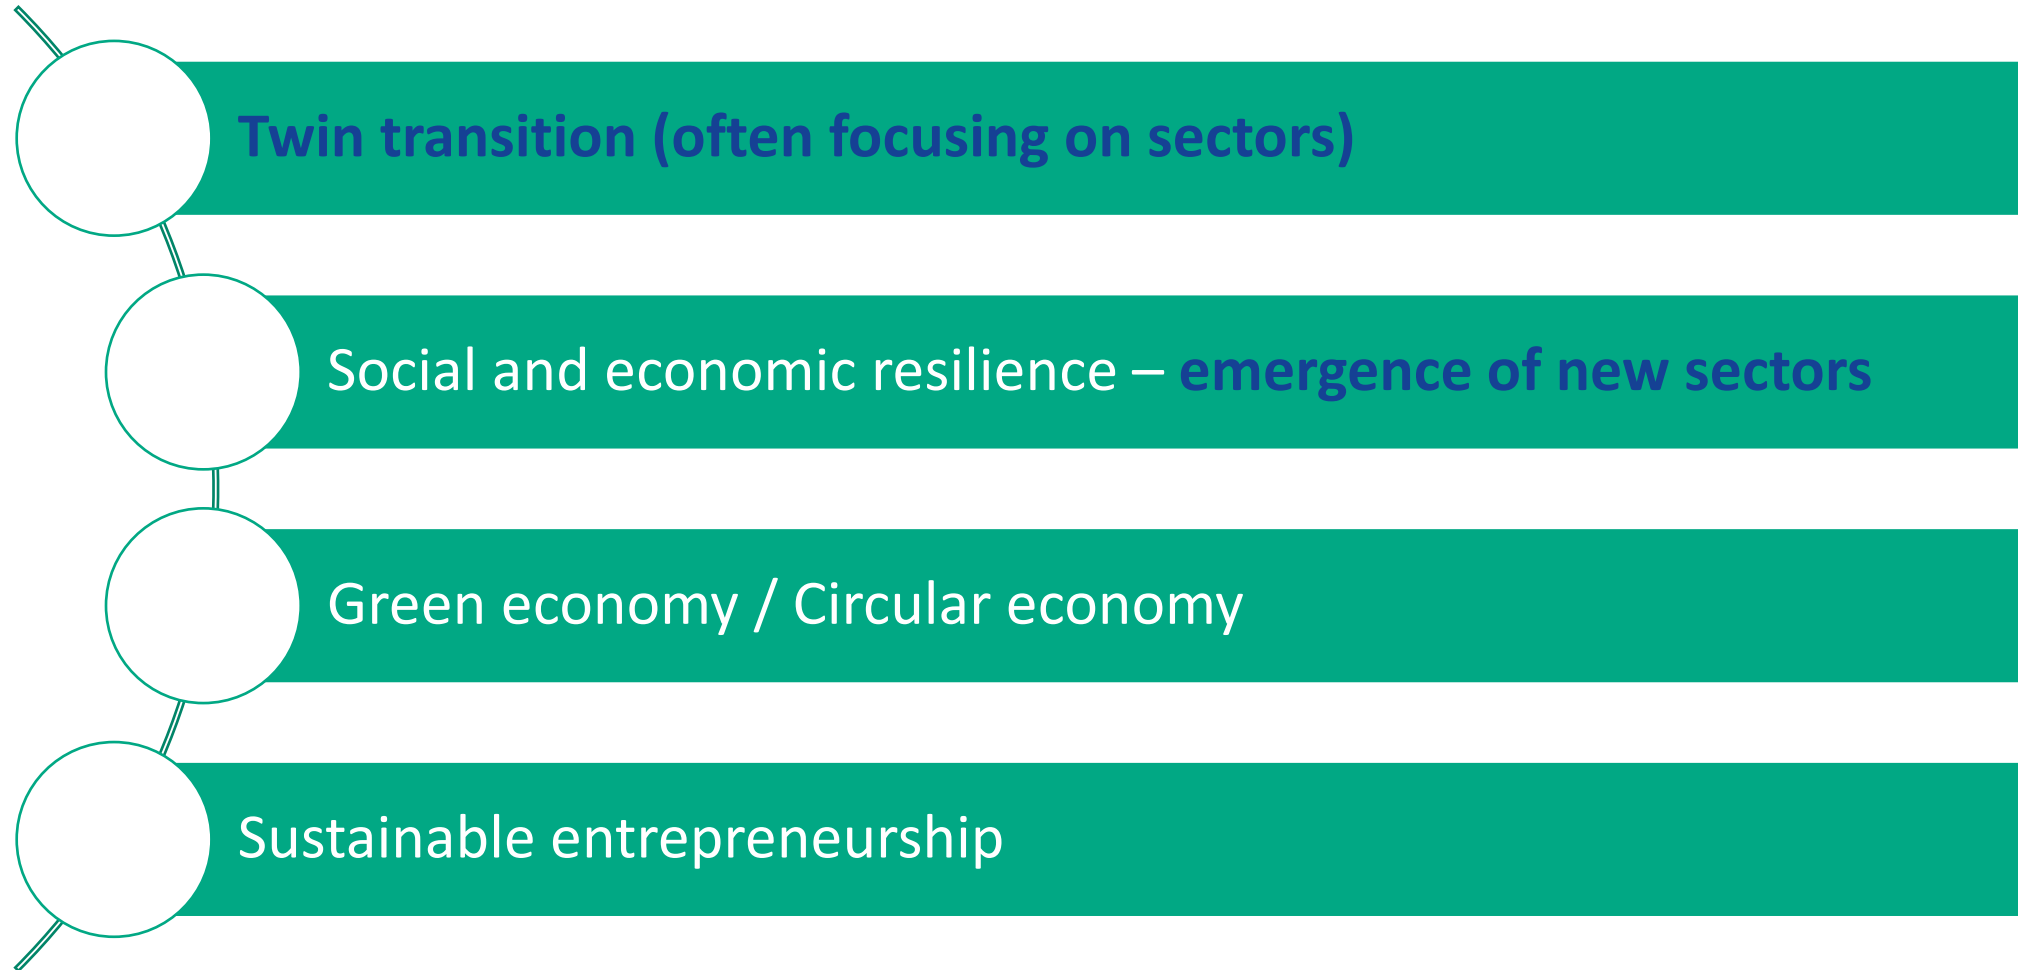 Twin transition (often focusing on sectors)
Social and economic resilience – emergence of new sectors
Green economy / Circular economy
Sustainable entrepreneurship